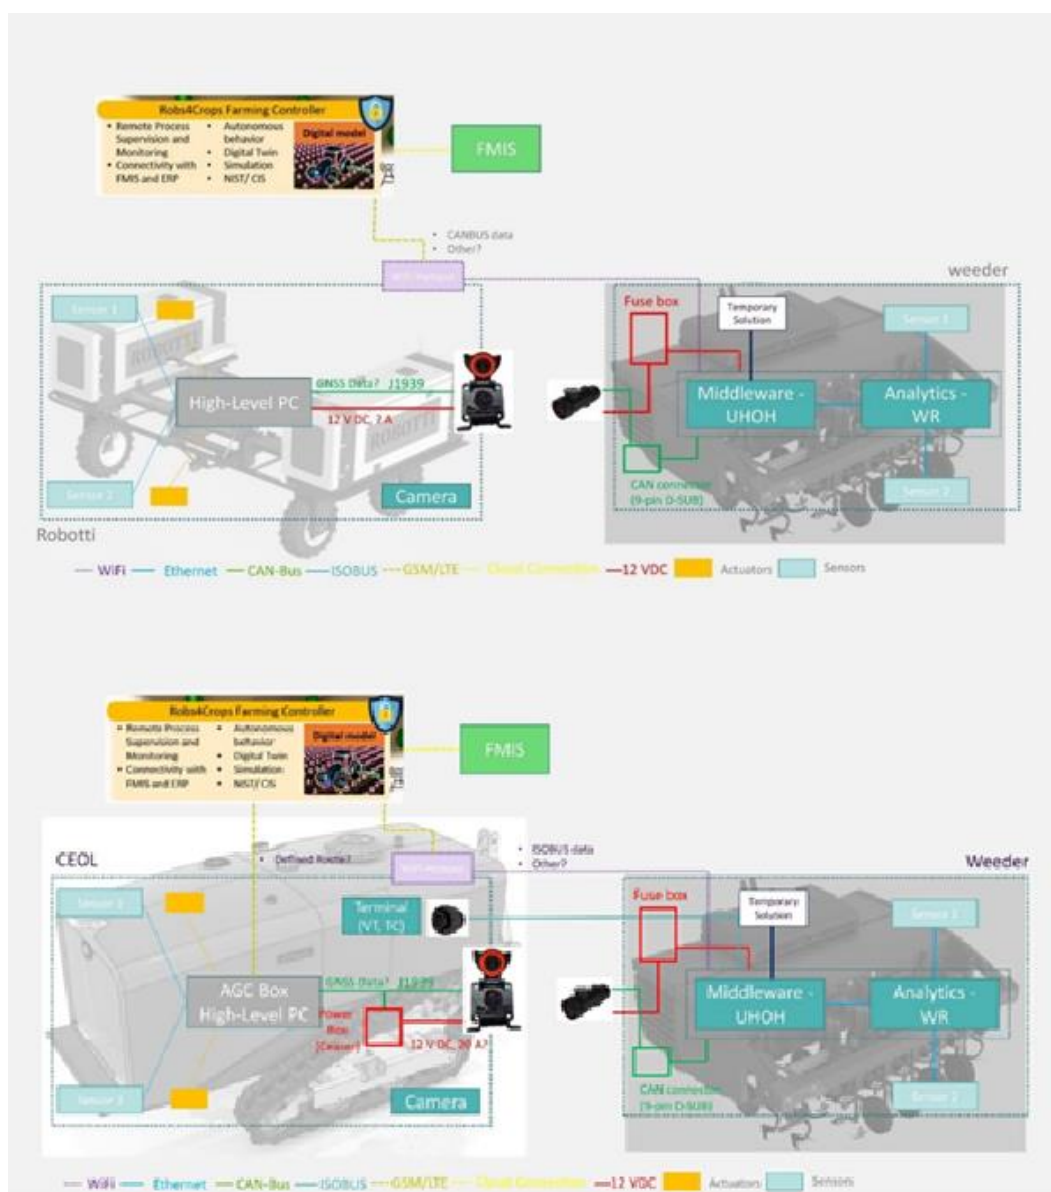 Robs4Crops Farming Controller
• Remote Process
Supervision and
Monitoring
• Connectivity with
FMIS and ERP
• Autonomous
behavior
• Digital Twin
• Simulation
• NIST/ CIS
Digital model
FMIS
• CANBUS data
• Other?
weeder
Sensor 1
Fuse box
Temporary
Solution
Sensor 1
ROBOTTI
High-Level PC
GNSS Data? J1939
12 V DC, ? A
ROBOTTI
Middleware -
UHOH
Analytics -
WR
Sensor 2
Camera
CAN connector
(9-pin D-SUB)
Sensor 2
Robotti
WiFi
Ethernet
CAN-Bus
ISOBUS
GSM/LTE
Cloud Connection
12 VDC
Actuators
Sensors
Robs4Crops Farming Controller
• Remote Process
Supervision and
Monitoring
• Connectivity with
FMIS and ERP
• Autonomous
behavior
• Digital Twin
• Simulation
• NIST/ CIS
Digital model
FMIS
CEOL
• Defined Route?
• ISOBUS data
• Other?
Weeder
Terminal
(VT, TC)
Fuse box
Temporary
Solution
Sensor 1
AGC Box
High-Level PC
GNSS Data? J1939
Power
Box
[Ceasar]
12 V DC, 20 A?
Middleware -
UHOH
Analytics -
WR
Camera
CAN connector
(9-pin D-SUB)
Sensor 2
WiFi
Ethernet
CAN-Bus
ISOBUS
GSM/LTE
Cloud Connection
12 VDC
Actuators
Sensors